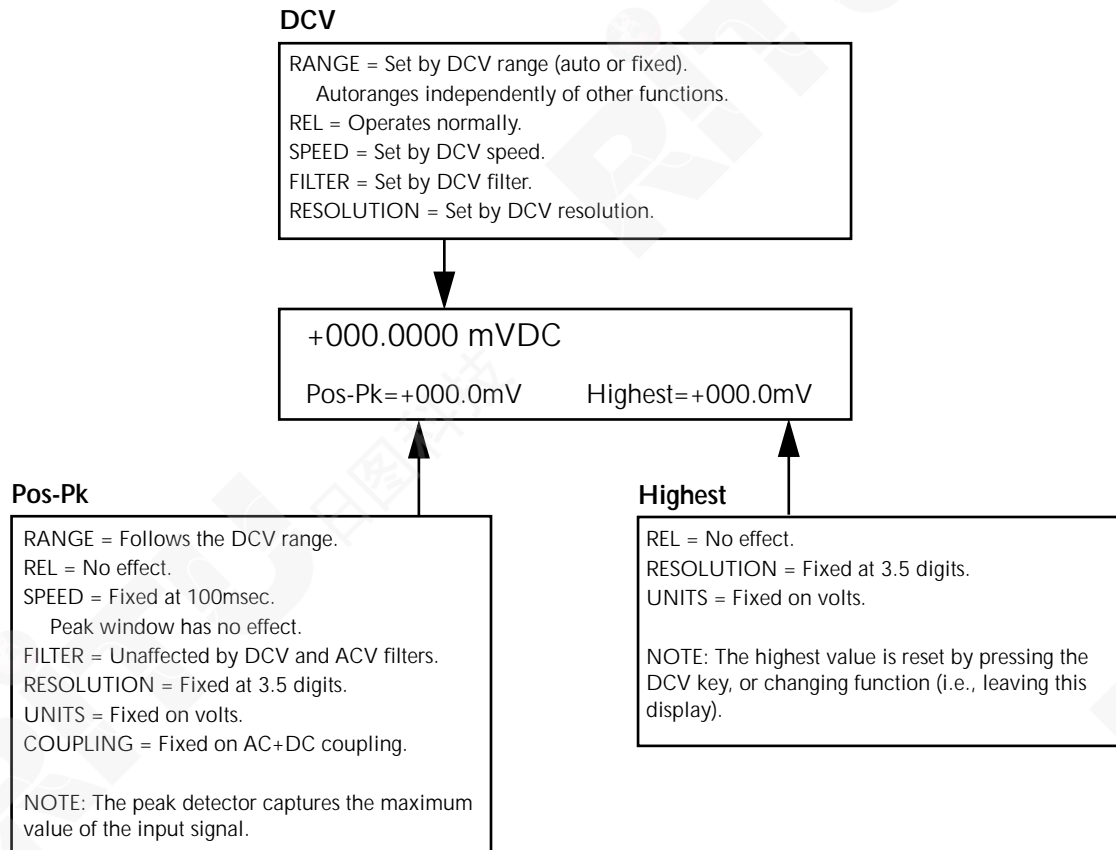 DCV
RANGE = Set by DCV range (auto or fixed).
Autoranges independently of other functions.
REL = Operates normally.
SPEED = Set by DCV speed.
FILTER = Set by DCV filter.
RESOLUTION = Set by DCV resolution.
+000.0000 mVDC
Pos-Pk=+000.0mV Highest=+000.0mV
Pos-Pk
RANGE = Follows the DCV range.
REL = No effect.
SPEED = Fixed at 100msec.
Peak window has no effect.
FILTER = Unaffected by DCV and ACV filters.
RESOLUTION = Fixed at 3.5 digits.
UNITS = Fixed on volts.
COUPLING = Fixed on AC+DC coupling.
NOTE: The peak detector captures the maximum
value of the input signal.
Highest
REL = No effect.
RESOLUTION = Fixed at 3.5 digits.
UNITS = Fixed on volts.
NOTE: The highest value is reset by pressing the
DCV key, or changing function (i.e., leaving this
display).
日图科技